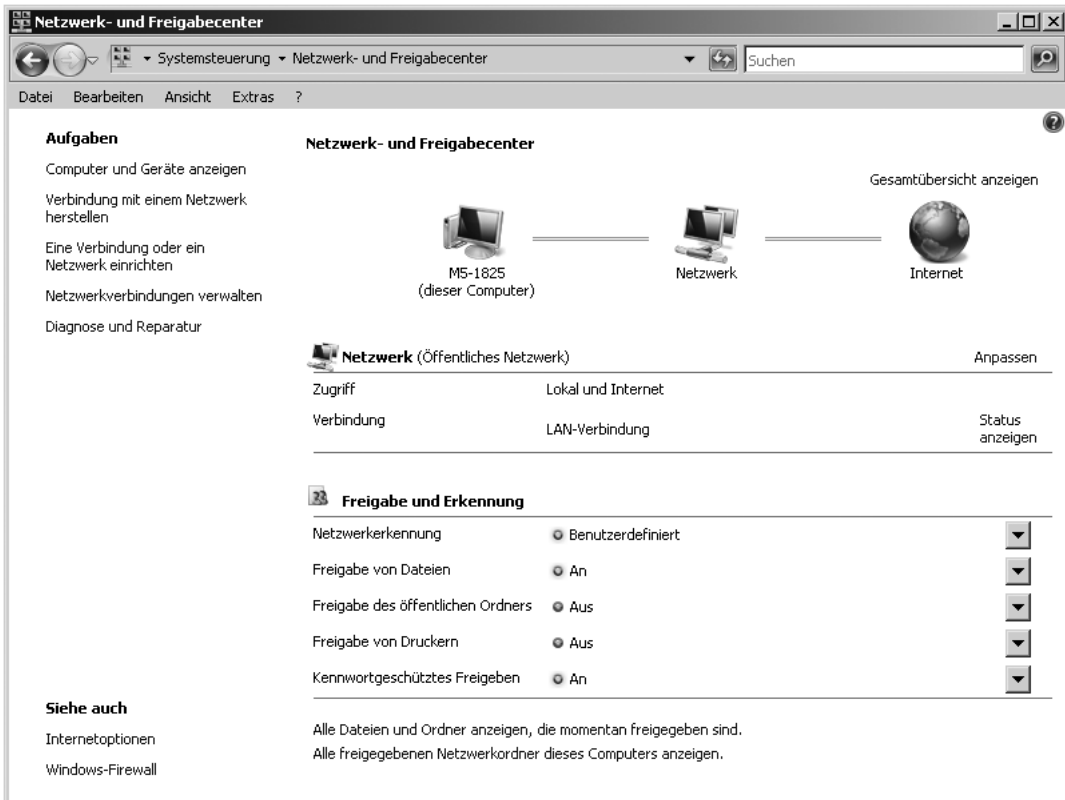 Netzwerk- und Freigabecenter
Systemsteuerung Netzwerk- und Freigabecenter
Suchen
Datei Bearbeiten Ansicht Extras ?
Aufgaben
Computer und Geräte anzeigen
Verbindung mit einem Netzwerk
herstellen
Eine Verbindung oder ein
Netzwerk einrichten
Netzwerkverbindungen verwalten
Diagnose und Reparatur
Siehe auch
Internetoptionen
Windows-Firewall
Netzwerk- und Freigabecenter
Gesamtübersicht anzeigen
M5-1825
(dieser Computer)
Netzwerk
Internet
Netzwerk (Öffentliches Netzwerk) Anpassen
Zugriff Lokal und Internet
Verbindung LAN-Verbindung Status
anzeigen
Freigabe und Erkennung
Netzwerkerkennung Benutzerdefiniert
Freigabe von Dateien An
Freigabe des öffentlichen Ordners Aus
Freigabe von Druckern Aus
Kennwortgeschütztes Freigeben An
Alle Dateien und Ordner anzeigen, die momentan freigegeben sind.
Alle freigegebenen Netzwerkordner dieses Computers anzeigen.